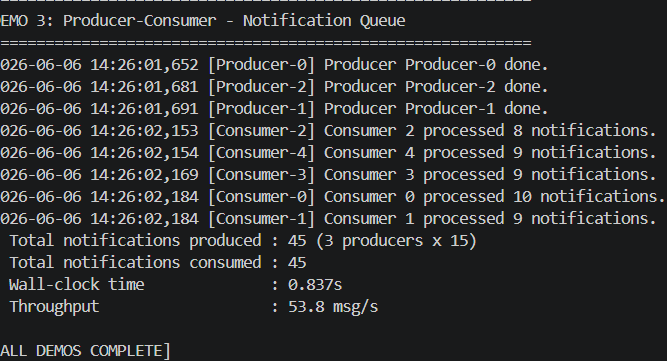 ============================================================
EMO 3: Producer-Consumer - Notification Queue
============================================================
026-06-06 14:26:01,652 [Producer-0] Producer Producer-0 done.
026-06-06 14:26:01,681 [Producer-2] Producer Producer-2 done.
026-06-06 14:26:01,691 [Producer-1] Producer Producer-1 done.
026-06-06 14:26:02,153 [Consumer-2] Consumer 2 processed 8 notifications.
026-06-06 14:26:02,154 [Consumer-4] Consumer 4 processed 9 notifications.
026-06-06 14:26:02,169 [Consumer-3] Consumer 3 processed 9 notifications.
026-06-06 14:26:02,184 [Consumer-0] Consumer 0 processed 10 notifications.
026-06-06 14:26:02,184 [Consumer-1] Consumer 1 processed 9 notifications.
Total notifications produced : 45 (3 producers x 15)
Total notifications consumed : 45
Wall-clock time : 0.837s
Throughput : 53.8 msg/s
ALL DEMOS COMPLETE]